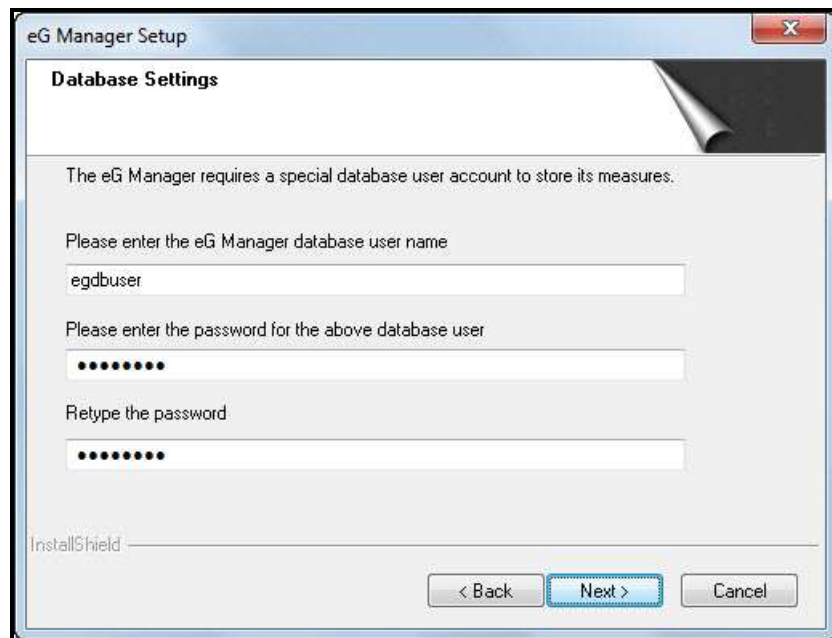 eG Manager Setup
Database Settings
The eG Manager requires a special database user account to store its measures.
Please enter the eG Manager database user name
egdbuser
Please enter the password for the above database user
••••••••
Retype the password
••••••••
InstallShield
< Back
Next >
Cancel